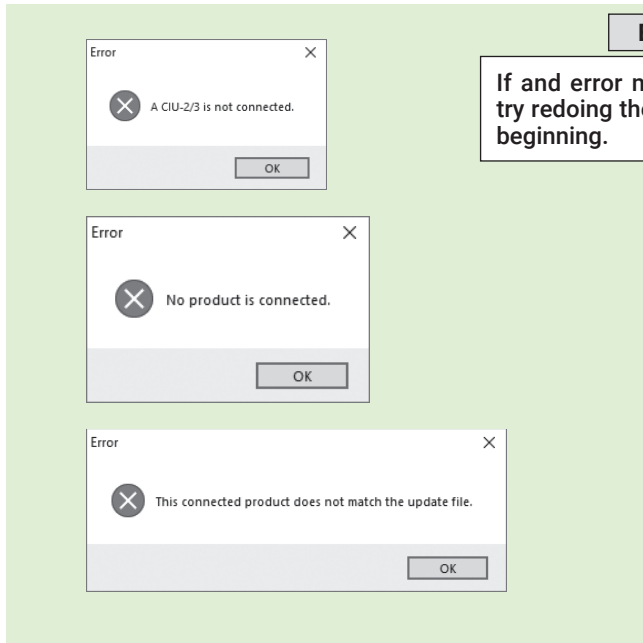 Error
A CIU-2/3 is not connected.
OK
Error
No product is connected.
OK
Error
This connected product does not match the update file.
OK
If and error
try redoing
beginning.